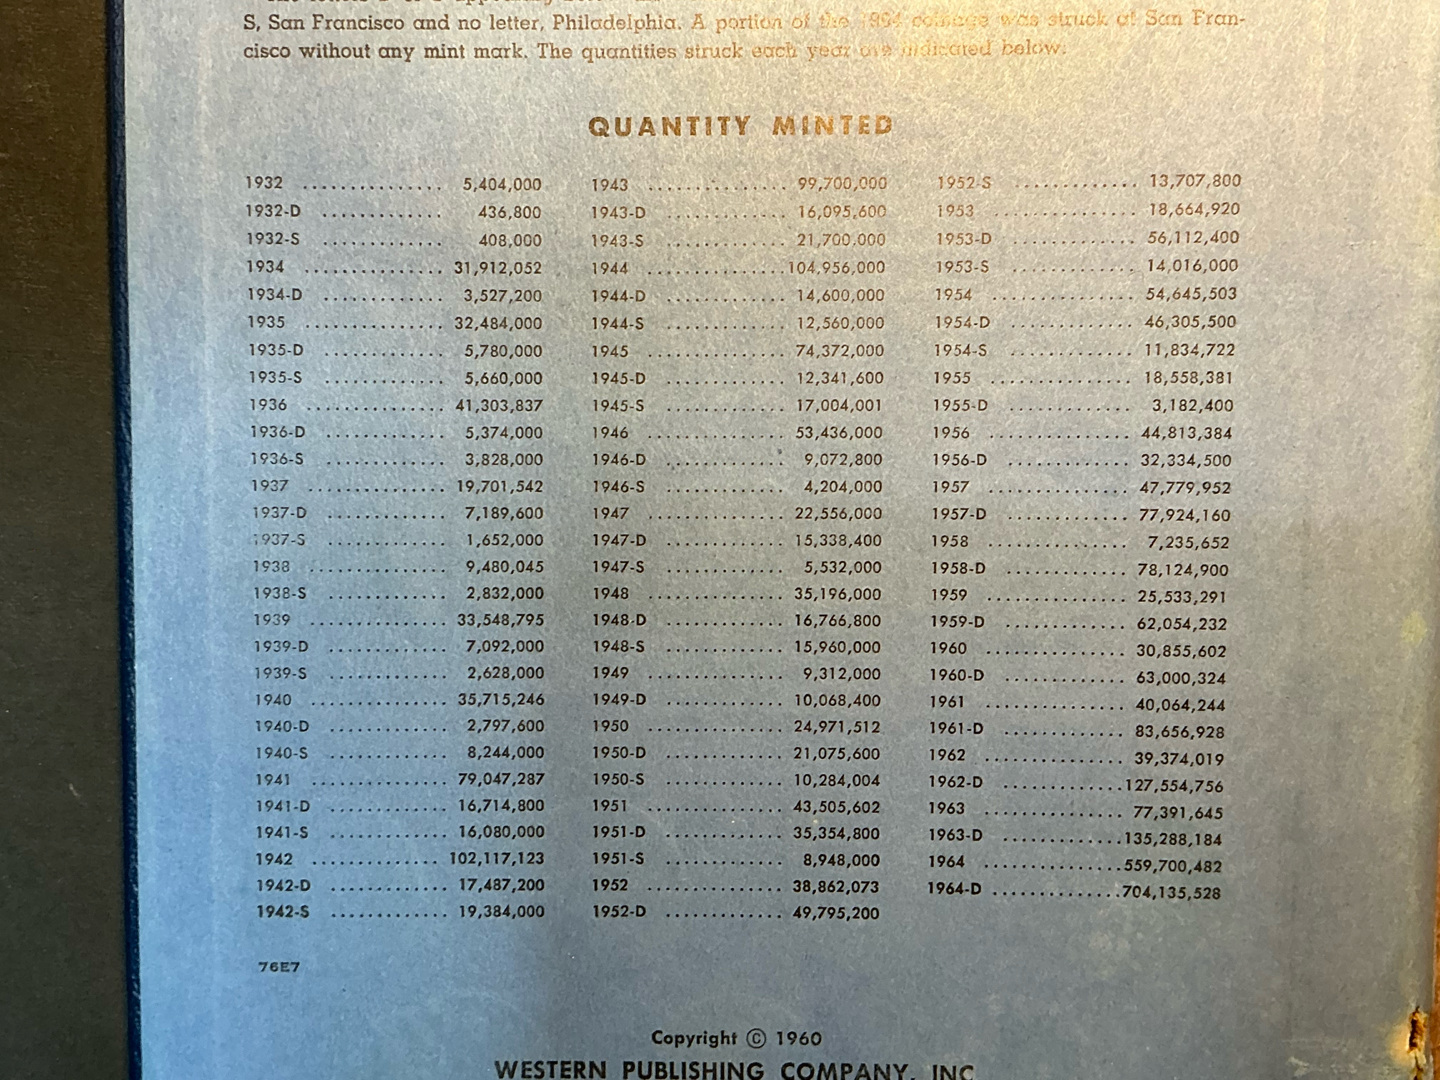 S, San Francisco and no letter, Philadelphia. A portion of the 1964 coinage was struck at San Fran-
cisco without any mint mark. The quantities struck each year are indicated below:
QUANTITY MINTED
1932 ............... 5,404,000
1932-D ............. 436,800
1932-S ............. 408,000
1934 ............... 31,912,052
1934-D ............. 3,527,200
1935 ............... 32,484,000
1935-D ............. 5,780,000
1935-S ............. 5,660,000
1936 ............... 41,303,837
1936-D ............. 5,374,000
1936-S ............. 3,828,000
1937 ............... 19,701,542
1937-D ............. 7,189,600
1937-S ............. 1,652,000
1938 ............... 9,480,045
1938-S ............. 2,832,000
1939 ............... 33,548,795
1939-D ............. 7,092,000
1939-S ............. 2,628,000
1940 ............... 35,715,246
1940-D ............. 2,797,600
1940-S ............. 8,244,000
1941 ............... 79,047,287
1941-D ............. 16,714,800
1941-S ............. 16,080,000
1942 ............... 102,117,123
1942-D ............. 17,487,200
1942-S ............. 19,384,000
1943 ............... 99,700,000
1943-D ............. 16,095,600
1943-S ............. 21,700,000
1944 ............... 104,956,000
1944-D ............. 14,600,000
1944-S ............. 12,560,000
1945 ............... 74,372,000
1945-D ............. 12,341,600
1945-S ............. 17,004,001
1946 ............... 53,436,000
1946-D ............. 9,072,800
1946-S ............. 4,204,000
1947 ............... 22,556,000
1947-D ............. 15,338,400
1947-S ............. 5,532,000
1948 ............... 35,196,000
1948-D ............. 16,766,800
1948-S ............. 15,960,000
1949 ............... 9,312,000
1949-D ............. 10,068,400
1950 ............... 24,971,512
1950-D ............. 21,075,600
1950-S ............. 10,284,004
1951 ............... 43,505,602
1951-D ............. 35,354,800
1951-S ............. 8,948,000
1952 ............... 38,862,073
1952-D ............. 49,795,200
1952-S ............. 13,707,800
1953 ............... 18,664,920
1953-D ............. 56,112,400
1953-S ............. 14,016,000
1954 ............... 54,645,503
1954-D ............. 46,305,500
1954-S ............. 11,834,722
1955 ............... 18,558,381
1955-D ............. 3,182,400
1956 ............... 44,813,384
1956-D ............. 32,334,500
1957 ............... 47,779,952
1957-D ............. 77,924,160
1958 ............... 7,235,652
1958-D ............. 78,124,900
1959 ............... 25,533,291
1959-D ............. 62,054,232
1960 ............... 30,855,602
1960-D ............. 63,000,324
1961 ............... 40,064,244
1961-D ............. 83,656,928
1962 ............... 39,374,019
1962-D ............. 127,554,756
1963 ............... 77,391,645
1963-D ............. 135,288,184
1964 ............... 559,700,482
1964-D ............. 704,135,528
76E7
Copyright © 1960
WESTERN PUBLISHING COMPANY, INC